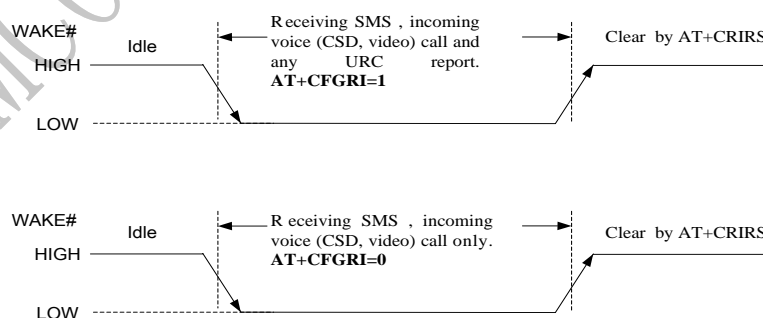 WAKE#
Idle
Receiving SMS , incoming
voice (CSD, video) call and
any URC report.
AT+CFGRI=1
Clear by AT+CRIRS
HIGH
LOW
WAKE#
Idle
R eceiving SMS , incoming
voice (CSD, video) call only.
AT+CFGRI=0
Clear by AT+CRIRS
HIGH
LOW